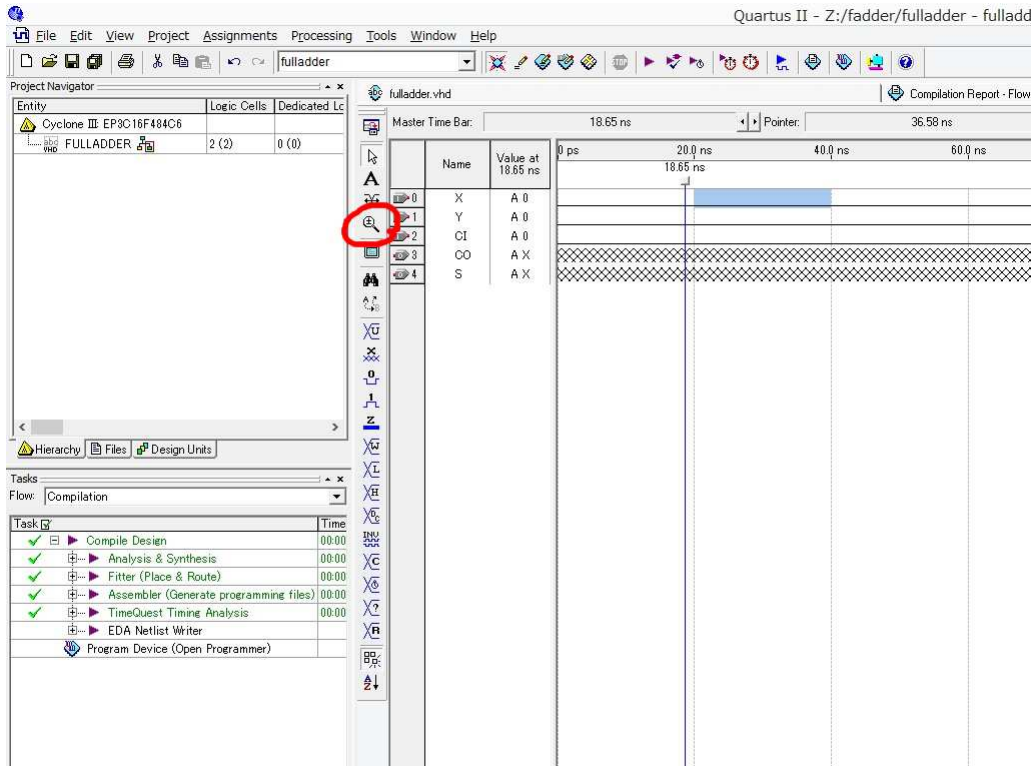 Quartus II - Z:/fadder/fulladder - fulladd
File Edit View Project Assignments Processing Tools Window Help
fulladder
Project Navigator
Entity Logic Cells Dedicated Lc
Cyclone III: EP3C16F484C6
abc VHD FULLADDER 2 (2) 0 (0)
Hierarchy Files Design Units
Tasks
Flow: Compilation
Task Time
Compile Design 00:00
Analysis & Synthesis 00:00
Fitter (Place & Route) 00:00
Assembler (Generate programming files) 00:00
TimeQuest Timing Analysis 00:00
EDA Netlist Writer
Program Device (Open Programmer)
fulladder.vhd Compilation Report - Flow
Master Time Bar: 18.65 ns Pointer: 36.58 ns
Name Value at 18.65 ns
0 ps 20.0 ns 40.0 ns 60.0 ns
18.65 ns
0 X A 0
1 Y A 0
2 CI A 0
3 CO A X
4 S A X